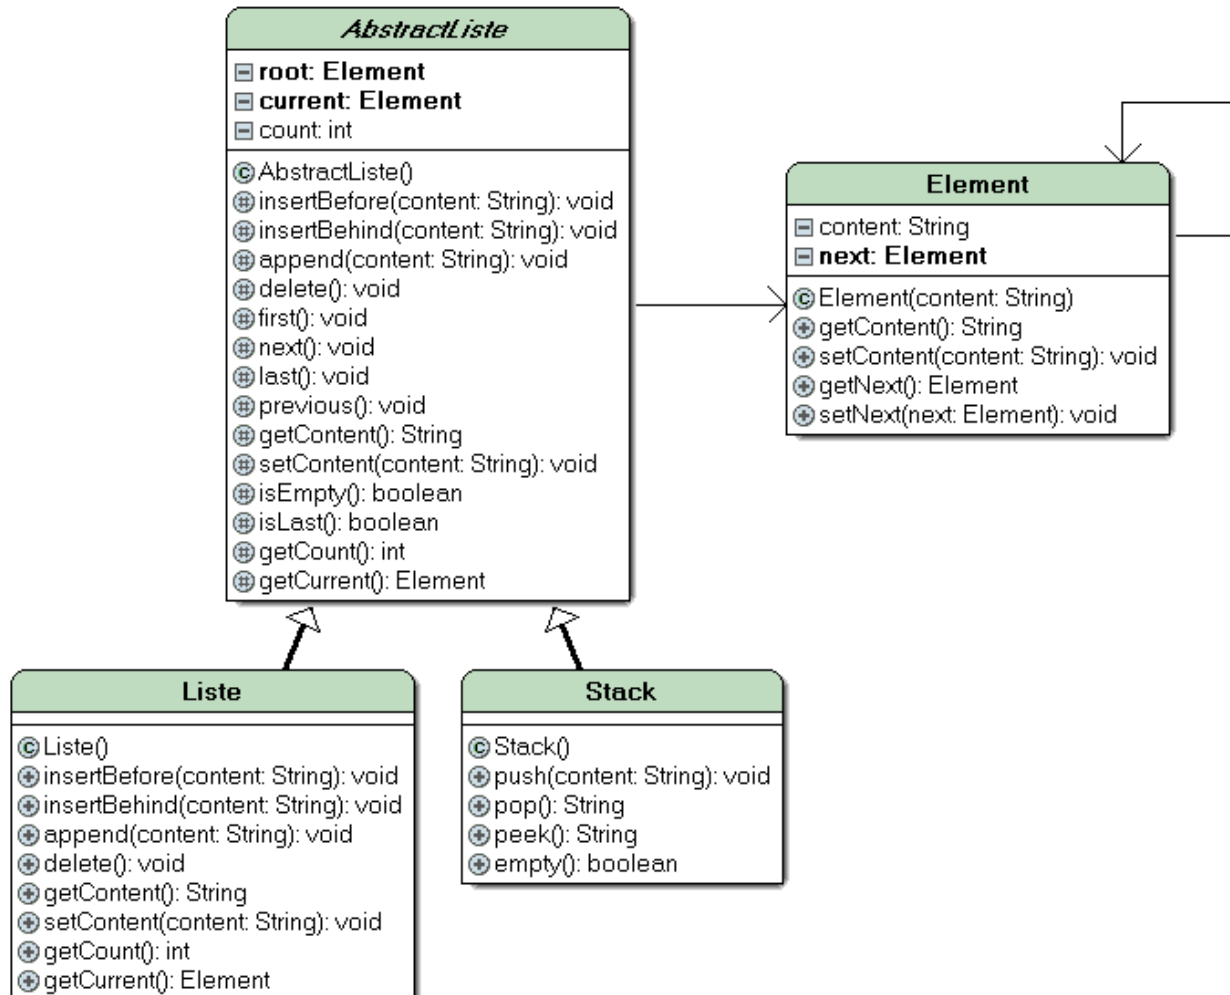 AbstractListe
root: Element
current: Element
count: int
AbstractListe()
insertBefore(content: String): void
insertBehind(content: String): void
append(content: String): void
delete(): void
first(): void
next(): void
last(): void
previous(): void
getContent(): String
setContent(content: String): void
isEmpty(): boolean
isLast(): boolean
getCount(): int
getCurrent(): Element
Element
content: String
next: Element
Element(content: String)
getContent(): String
setContent(content: String): void
getNext(): Element
setNext(next: Element): void
Liste
Liste()
insertBefore(content: String): void
insertBehind(content: String): void
append(content: String): void
delete(): void
getContent(): String
setContent(content: String): void
getCount(): int
getCurrent(): Element
Stack
Stack()
push(content: String): void
pop(): String
peek(): String
empty(): boolean